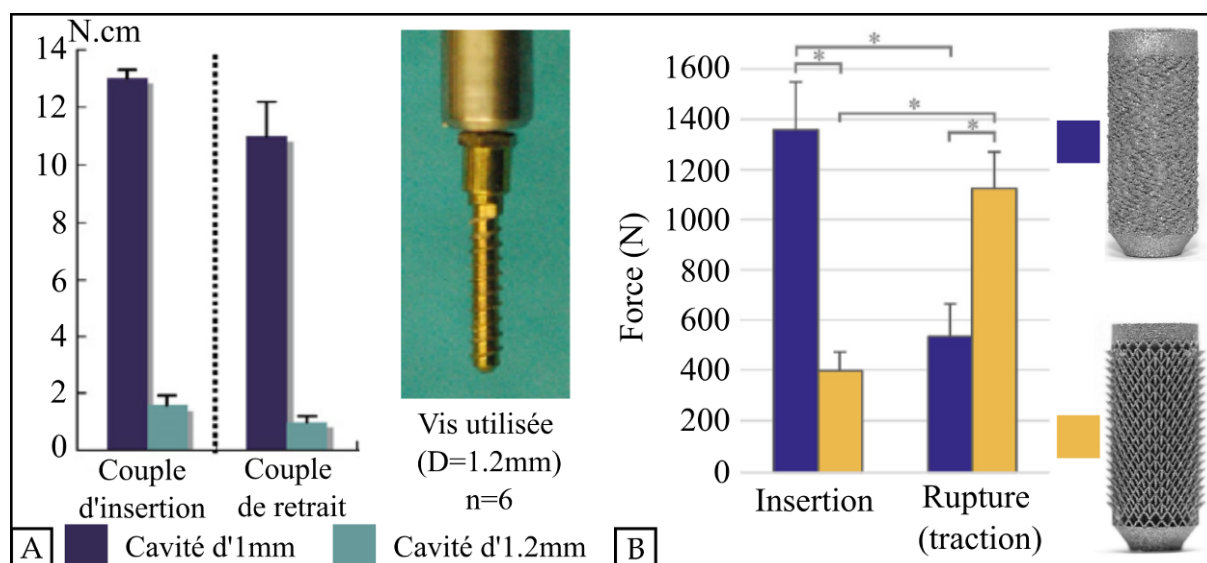 N.cm
14
12
10
8
6
4
2
0
Couple
d'insertion
Couple
de retrait
Vis utilisée
(D=1.2mm)
n=6
A
Cavité d'1mm
Cavité d'1.2mm
Force (N)
1600
1400
1200
1000
800
600
400
200
0
*
*
*
*
Insertion
Rupture
(traction)
B